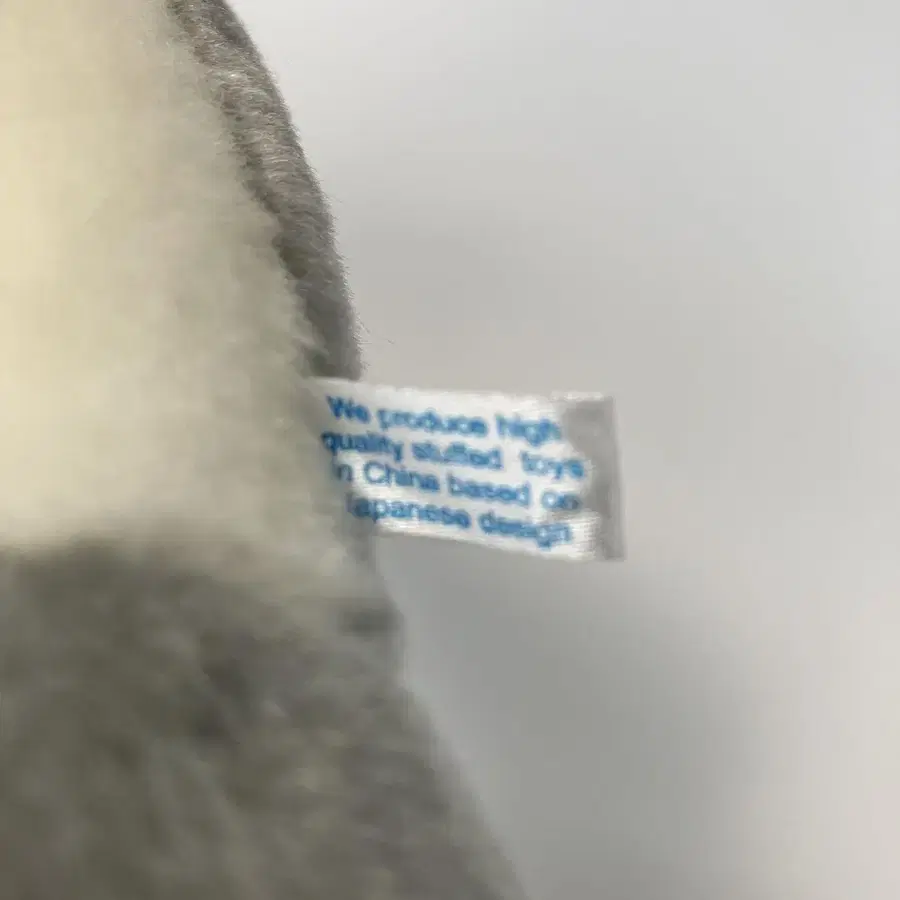 We produce high
quality stuffed toys
in China based on
Japanese design